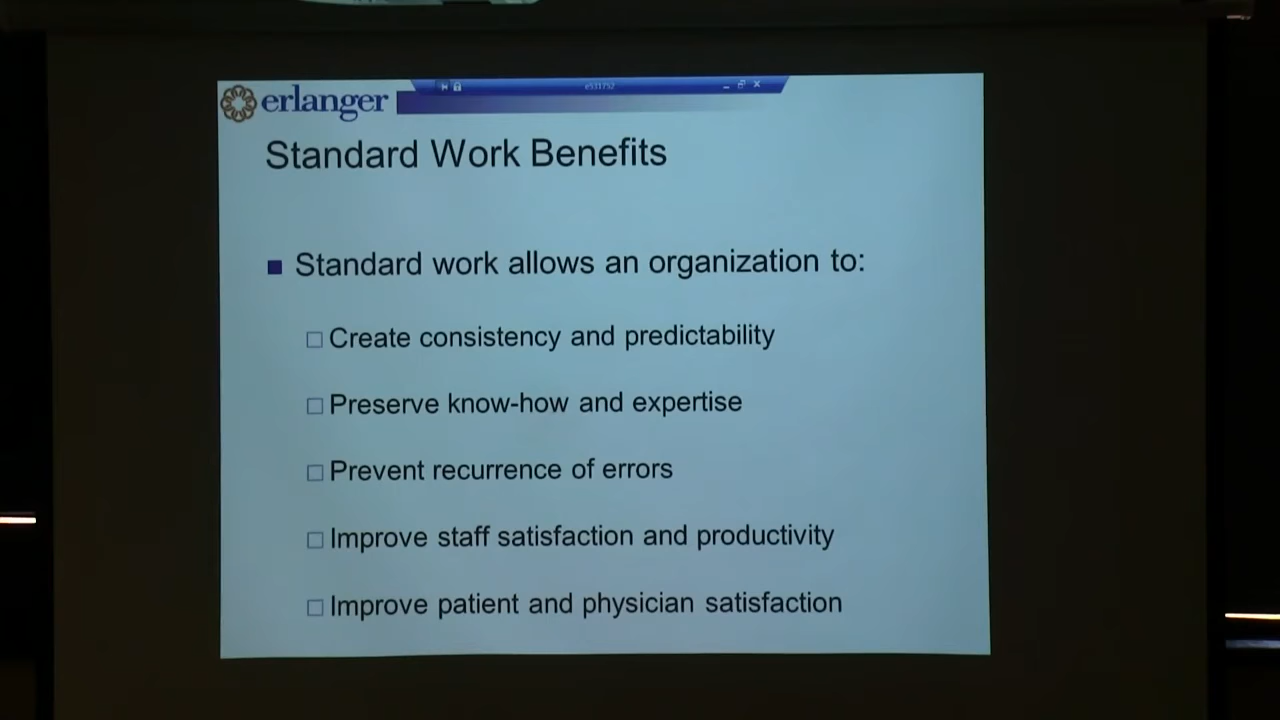 erlanger
Standard Work Benefits
Standard work allows an organization to:
Create consistency and predictability
Preserve know-how and expertise
Prevent recurrence of errors
Improve staff satisfaction and productivity
Improve patient and physician satisfaction